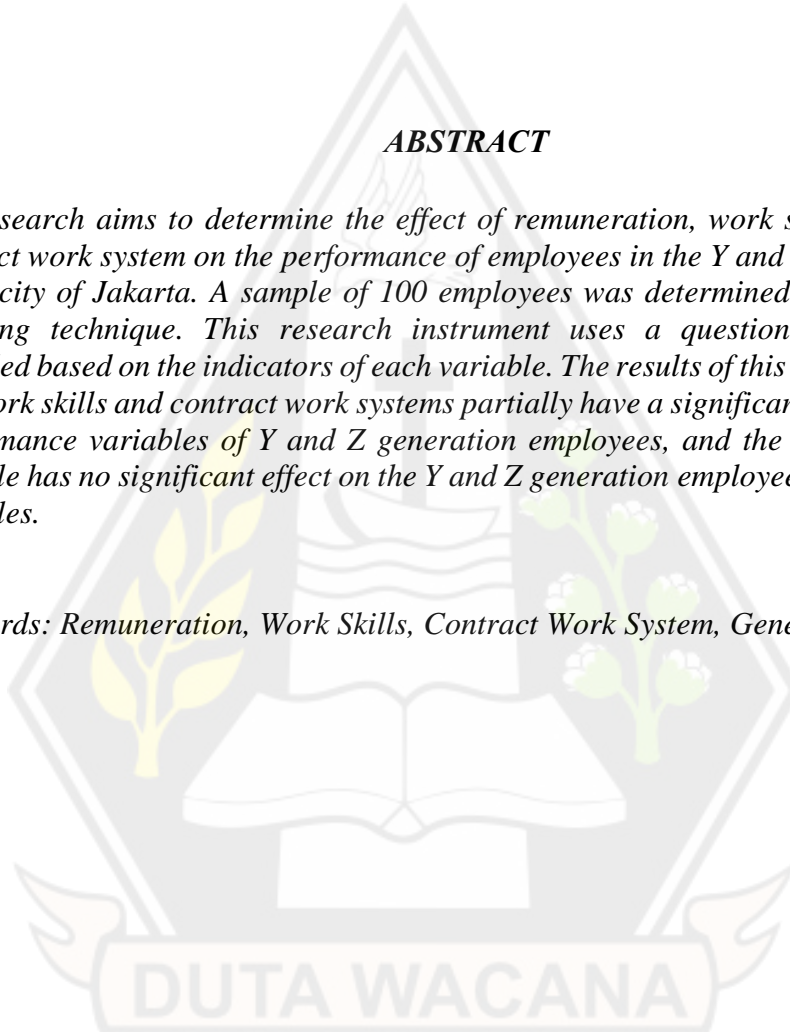 ABSTRACT
search aims to determine the effect of remuneration, work s
ct work system on the performance of employees in the Y and
city of Jakarta. A sample of 100 employees was determined
ng technique. This research instrument uses a question
ed based on the indicators of each variable. The results of this
ork skills and contract work systems partially have a significan
mance variables of Y and Z generation employees, and the
le has no significant effect on the Y and Z generation employee
les.
rds: Remuneration, Work Skills, Contract Work System, Gene
DUTA WACANA